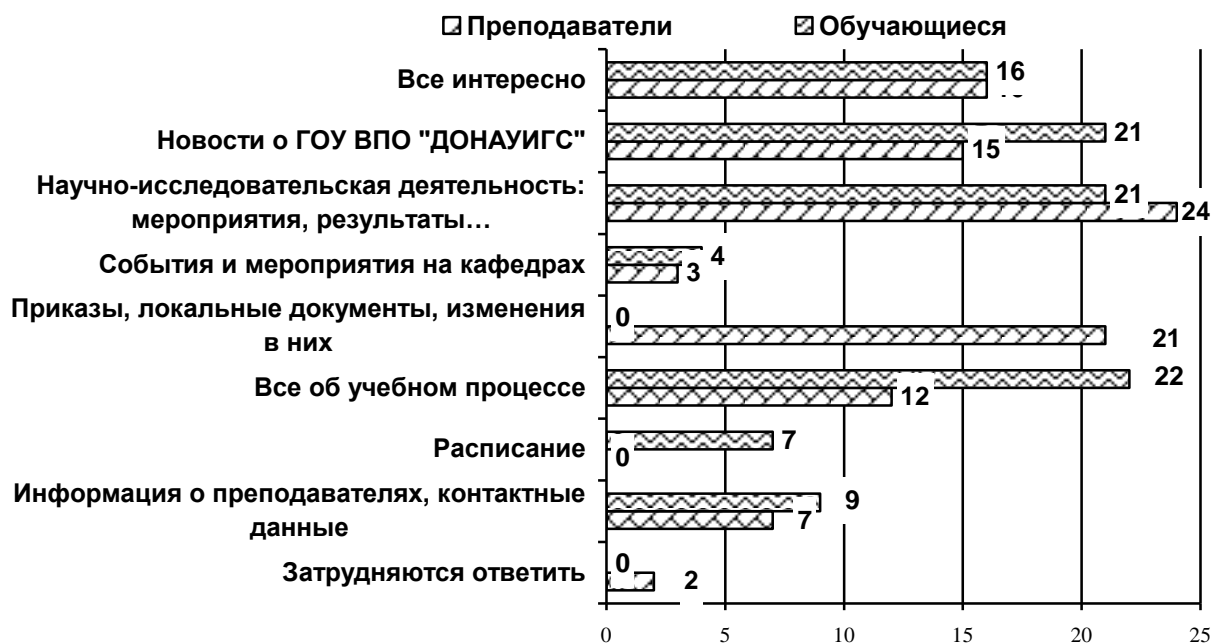 Преподаватели Обучающиеся
Все интересно
16
Новости о ГОУ ВПО "ДОНАУИГС"
21
15
Научно-исследовательская деятельность:
мероприятия, результаты…
21
24
События и мероприятия на кафедрах
4
3
Приказы, локальные документы, изменения
в них
0
21
Все об учебном процессе
22
12
Расписание
7
0
Информация о преподавателях, контактные
данные
9
7
Затрудняются ответить
0
2
0 5 10 15 20 25